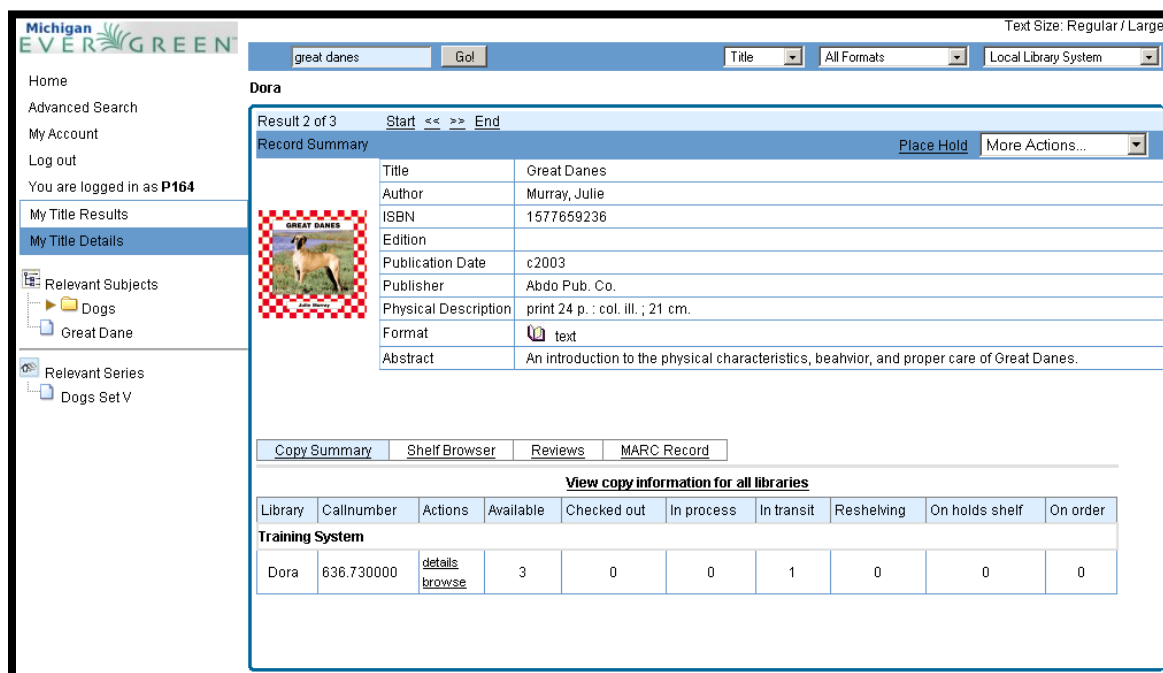 Michigan
EVERGREEN
Text Size: Regular / Large
great danes Go! Title All Formats Local Library System
Home
Advanced Search
My Account
Log out
You are logged in as P164
My Title Results
My Title Details
Relevant Subjects
Dogs
Great Dane
Relevant Series
Dogs Set V
Dora
Result 2 of 3 Start << >> End
Record Summary Place Hold More Actions...
GREAT DANES
Julie Murray
Title Great Danes
Author Murray, Julie
ISBN 1577659236
Edition
Publication Date c2003
Publisher Abdo Pub. Co.
Physical Description print 24 p. : col. ill. ; 21 cm.
Format text
Abstract An introduction to the physical characteristics, beahvior, and proper care of Great Danes.
Copy Summary Shelf Browser Reviews MARC Record
View copy information for all libraries
Library Callnumber Actions Available Checked out In process In transit Reshelving On holds shelf On order
Training System
Dora 636.730000 details browse 3 0 0 1 0 0 0